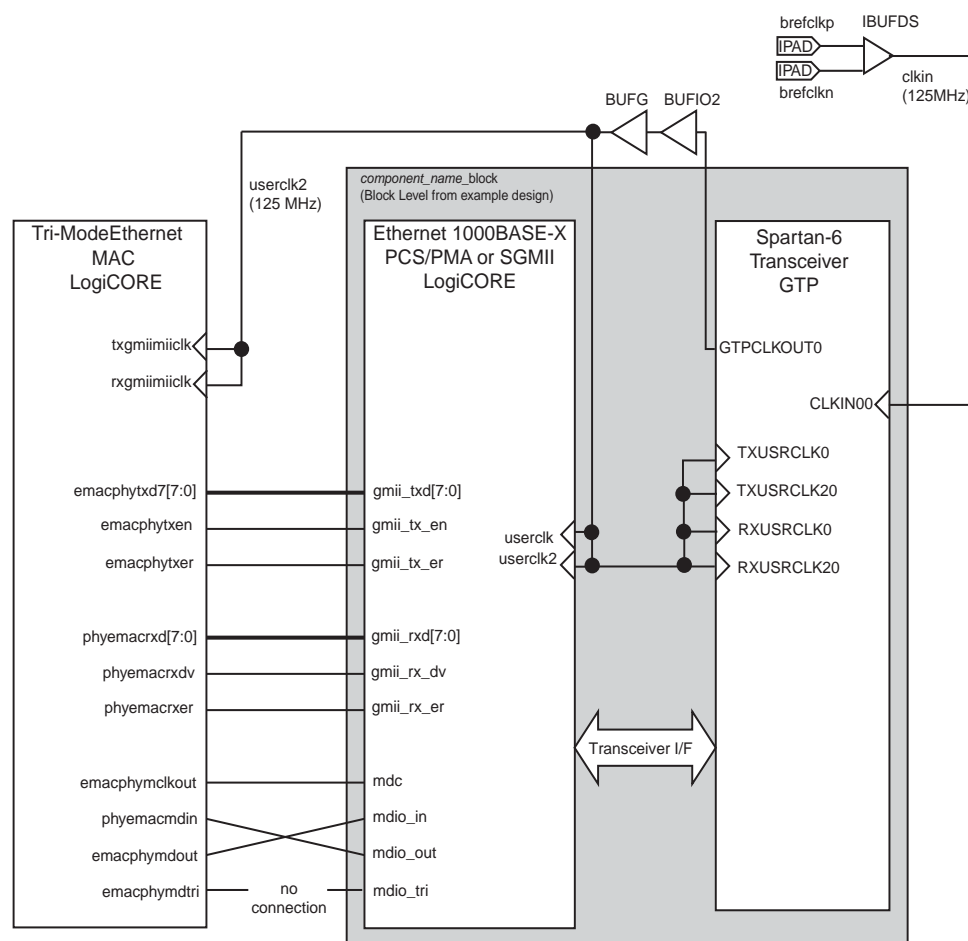 brefclkp
IBUFDS
IPAD
IPAD
brefclkn
clkin
(125MHz)
BUFG
BUFIO2
userclk2
(125 MHz)
component_name_block
(Block Level from example design)
Tri-ModeEthernet
MAC
LogiCORE
Ethernet 1000BASE-X
PCS/PMA or SGMII
LogiCORE
Spartan-6
Transceiver
GTP
txgmiimiiclk
rxgmiimiiclk
GTPCLKOUT0
CLKIN00
TXUSRCLK0
TXUSRCLK20
RXUSRCLK0
RXUSRCLK20
emacphytxd7[7:0]
gmii_txd[7:0]
emacphytxen
gmii_tx_en
emacphytxer
gmii_tx_er
userclk
userclk2
phyemacrxd[7:0]
gmii_rxd[7:0]
phyemacrxdv
gmii_rx_dv
phyemacrxer
gmii_rx_er
Transceiver I/F
emacphymclkout
mdc
phyemacmdin
mdio_in
emacphymdout
mdio_out
emacphymdtri
no
connection
mdio_tri